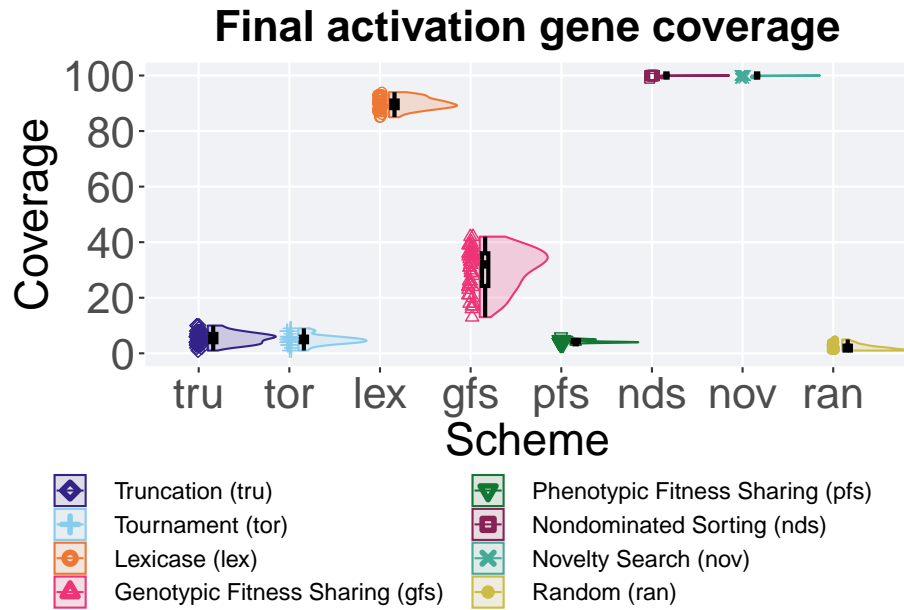 Final activation gene coverage
Coverage
100
80
60
40
20
0
tru tor lex gfs pfs nds nov ran
Scheme
Truncation (tru)
Tournament (tor)
Lexicase (lex)
Genotypic Fitness Sharing (gfs)
Phenotypic Fitness Sharing (pfs)
Nondominated Sorting (nds)
Novelty Search (nov)
Random (ran)